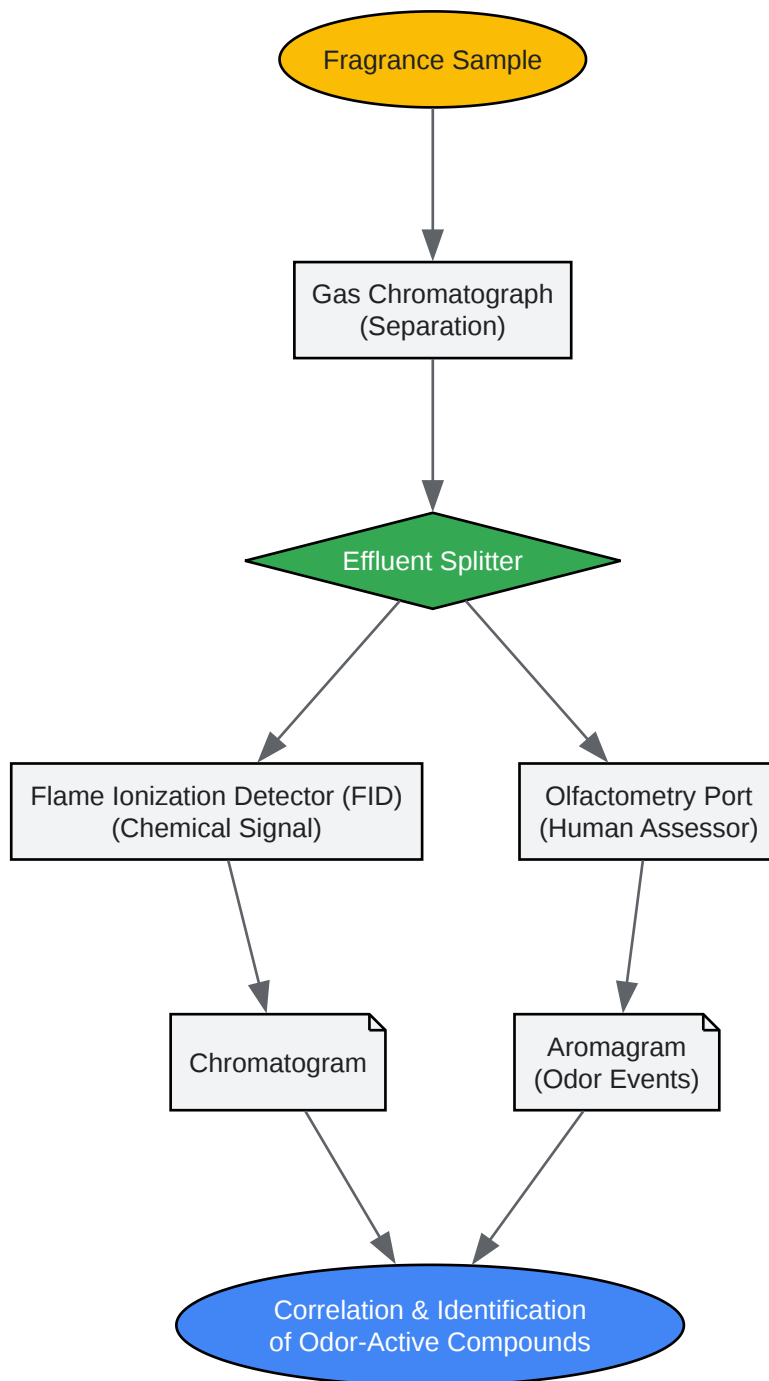 Fragrance Sample
Gas Chromatograph
(Separation)
Effluent Splitter
Flame Ionization Detector (FID)
(Chemical Signal)
Olfactometry Port
(Human Assessor)
Chromatogram
Aromagram
(Odor Events)
Correlation & Identification
of Odor-Active Compounds